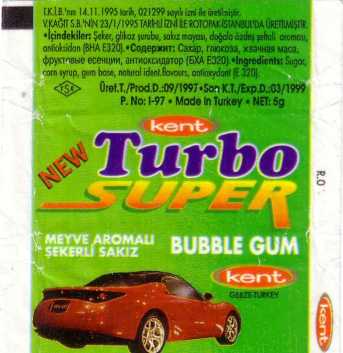 T.K.İ.B.'nın 14.11.1995 tarih, 021299 sayılı izni ile üretilmiştir.
V.KAĞIT S.B.'NİN 23/1/1995 TARİHLİ İZNİ İLE ROTOPAK-İSTANBUL'DA ÜRETİLMİŞTİR.
•İçindekiler: Şeker, glikoz şurubu, sakız mayası, doğala özdeş şeftali aroması,
antioksidan (BHA E320). •Содержит: Сахар, глюкоза, жвачная маса,
фруктовые есенции, антиоксидатор (БХА E320). •Ingredients: Sugar,
corn syrup, gum base, natural ident.flavours, antioxydant (E 320).
YSK
Üret.T./Prod.D.:09/1997•Son K.T./Exp.D.:03/1999
P. No: I-97 • Made in Turkey • NET: 5g
kent
NEW
Turbo
SUPER
R.O.
MEYVE AROMALI
ŞEKERLİ SAKIZ
BUBBLE GUM
kent
GEBZE-TURKEY
kent